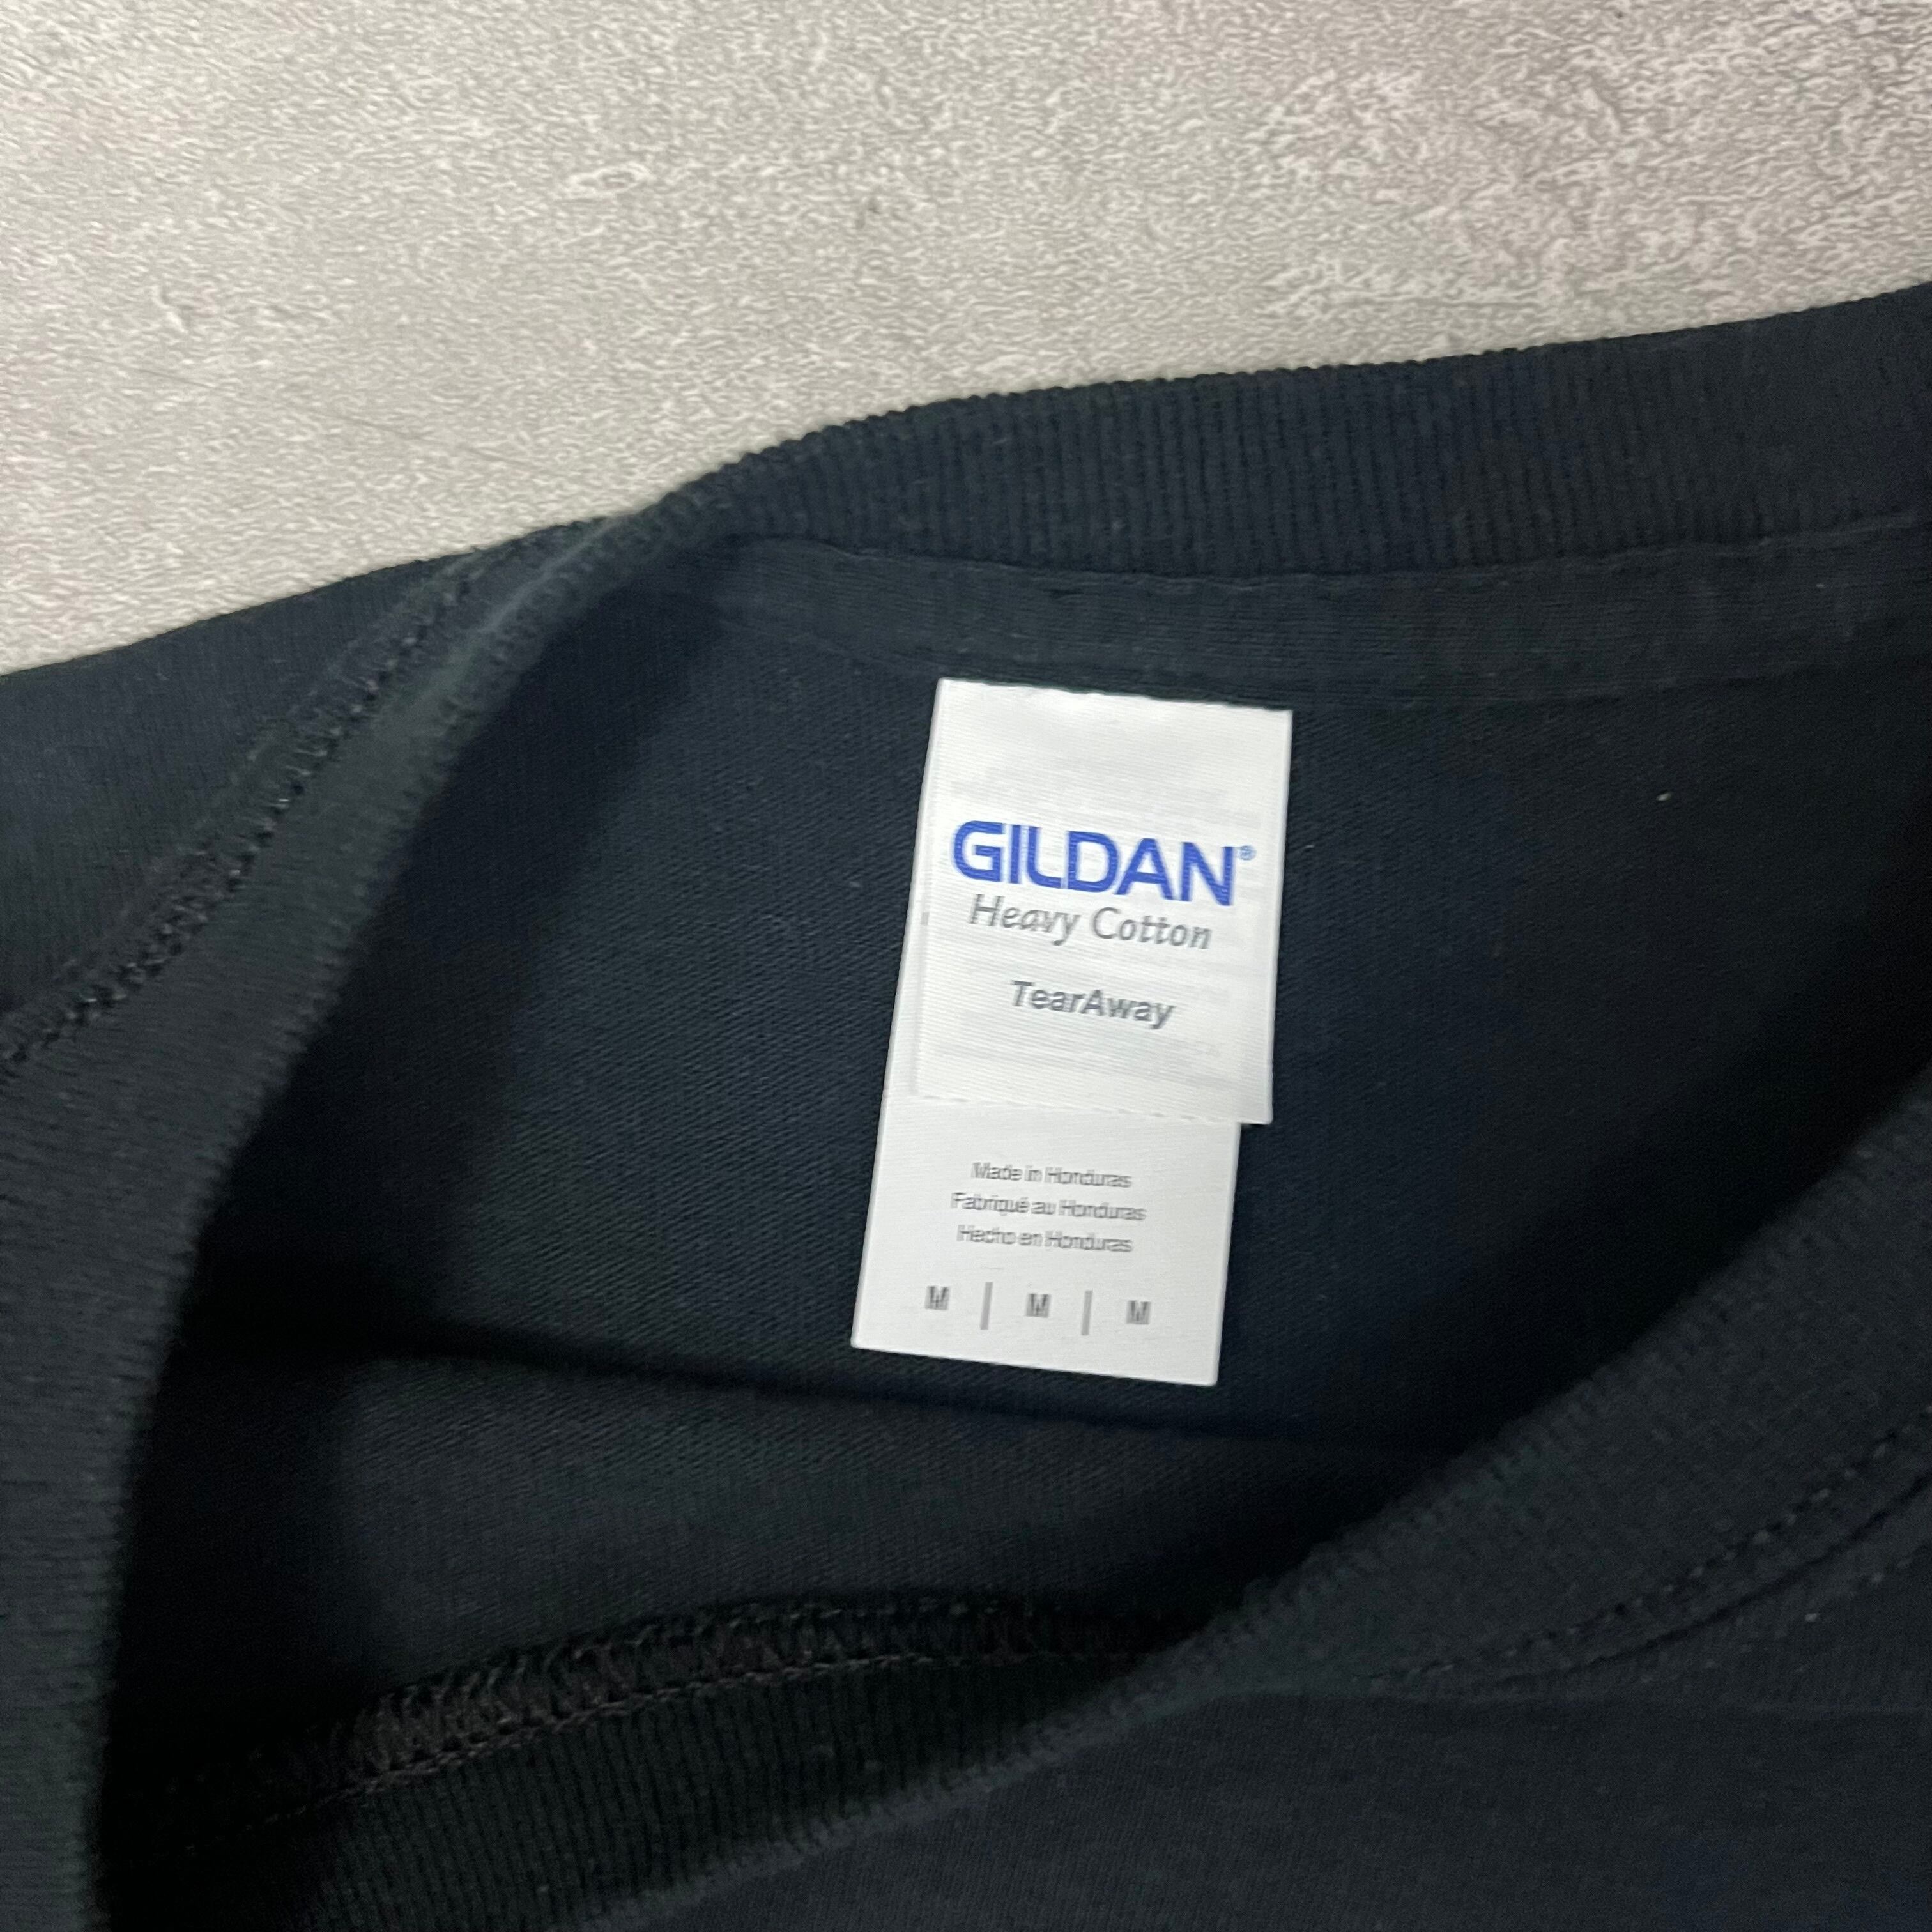 GILDAN®
Heavy Cotton
TearAway
Made in Honduras
Fabriqué au Honduras
Hecho en Honduras
M | M | M